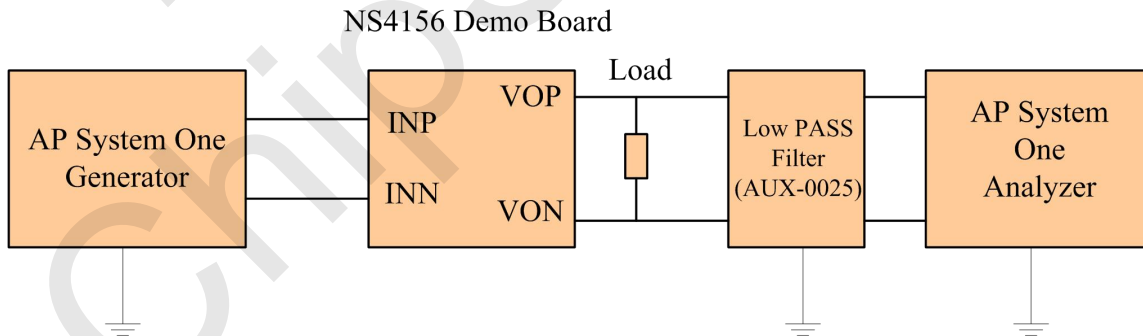 NS4156 Demo Board
AP System One
Generator
INP
INN
VOP
VON
Load
Low PASS
Filter
(AUX-0025)
AP System
One
Analyzer